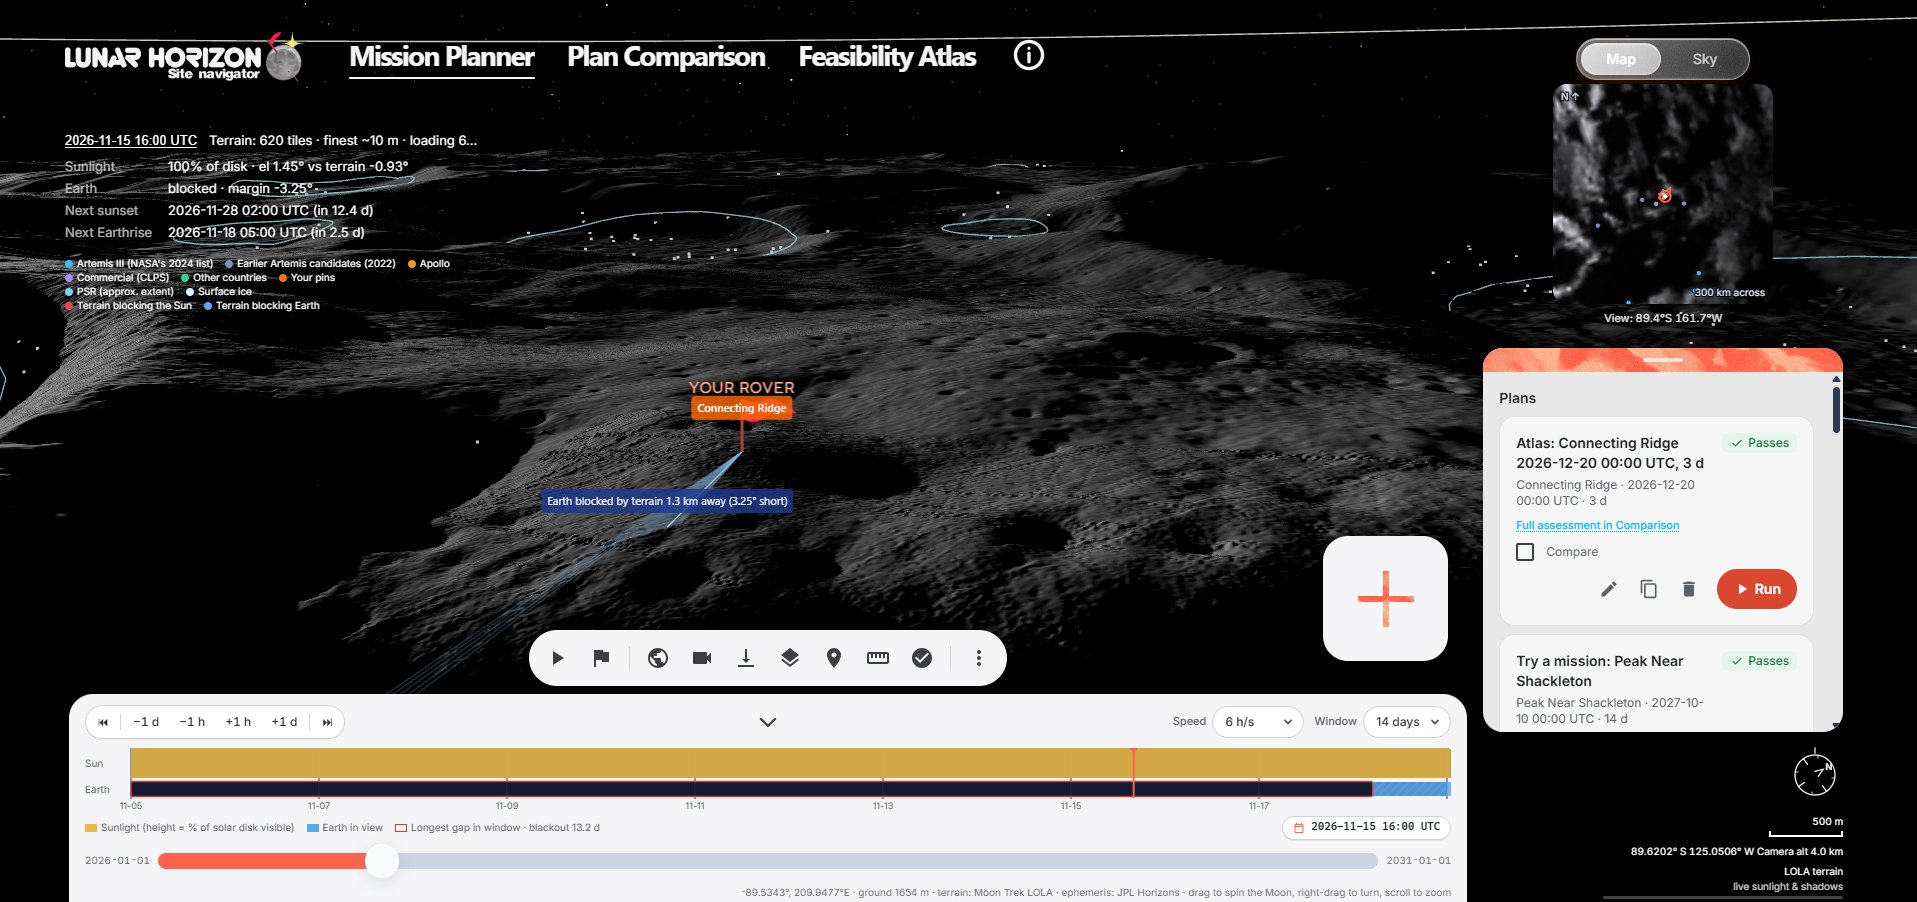 LUNAR HORIZON
Site navigator
Mission Planner
Plan Comparison
Feasibility Atlas
Map
Sky
2026-11-15 16:00 UTC Terrain: 620 tiles · finest ~10 m · loading 6...
Sunlight 100% of disk · el 1.45° vs terrain -0.93°
Earth blocked · margin -3.25°
Next sunset 2026-11-28 02:00 UTC (in 12.4 d)
Next Earthrise 2026-11-18 05:00 UTC (in 2.5 d)
Artemis III (NASA's 2024 list) Earlier Artemis candidates (2022) Apollo
Commercial (CLPS) Other countries Your pins
PSR (approx. extent) Surface ice
Terrain blocking the Sun Terrain blocking Earth
N↑
300 km across
View: 89.4°S 161.7°W
YOUR ROVER
Connecting Ridge
Earth blocked by terrain 1.3 km away (3.25° short)
Plans
Atlas: Connecting Ridge
2026-12-20 00:00 UTC, 3 d
Passes
Connecting Ridge · 2026-12-20
00:00 UTC · 3 d
Full assessment in Comparison
Compare
Run
Try a mission: Peak Near
Shackleton
Passes
Peak Near Shackleton · 2027-10-
10 00:00 UTC · 14 d
−1 d −1 h +1 h +1 d
Speed 6 h/s Window 14 days
Sun
Earth
11-05 11-07 11-09 11-11 11-13 11-15 11-17
Sunlight (height = % of solar disk visible) Earth in view Longest gap in window · blackout 13.2 d
2026-11-15 16:00 UTC
2026-01-01 2031-01-01
-89.5343°, 209.9477°E · ground 1654 m · terrain: Moon Trek LOLA · ephemeris: JPL Horizons · drag to spin the Moon, right-drag to turn, scroll to zoom
N
500 m
89.6202° S 125.0506° W Camera alt 4.0 km
LOLA terrain
live sunlight & shadows